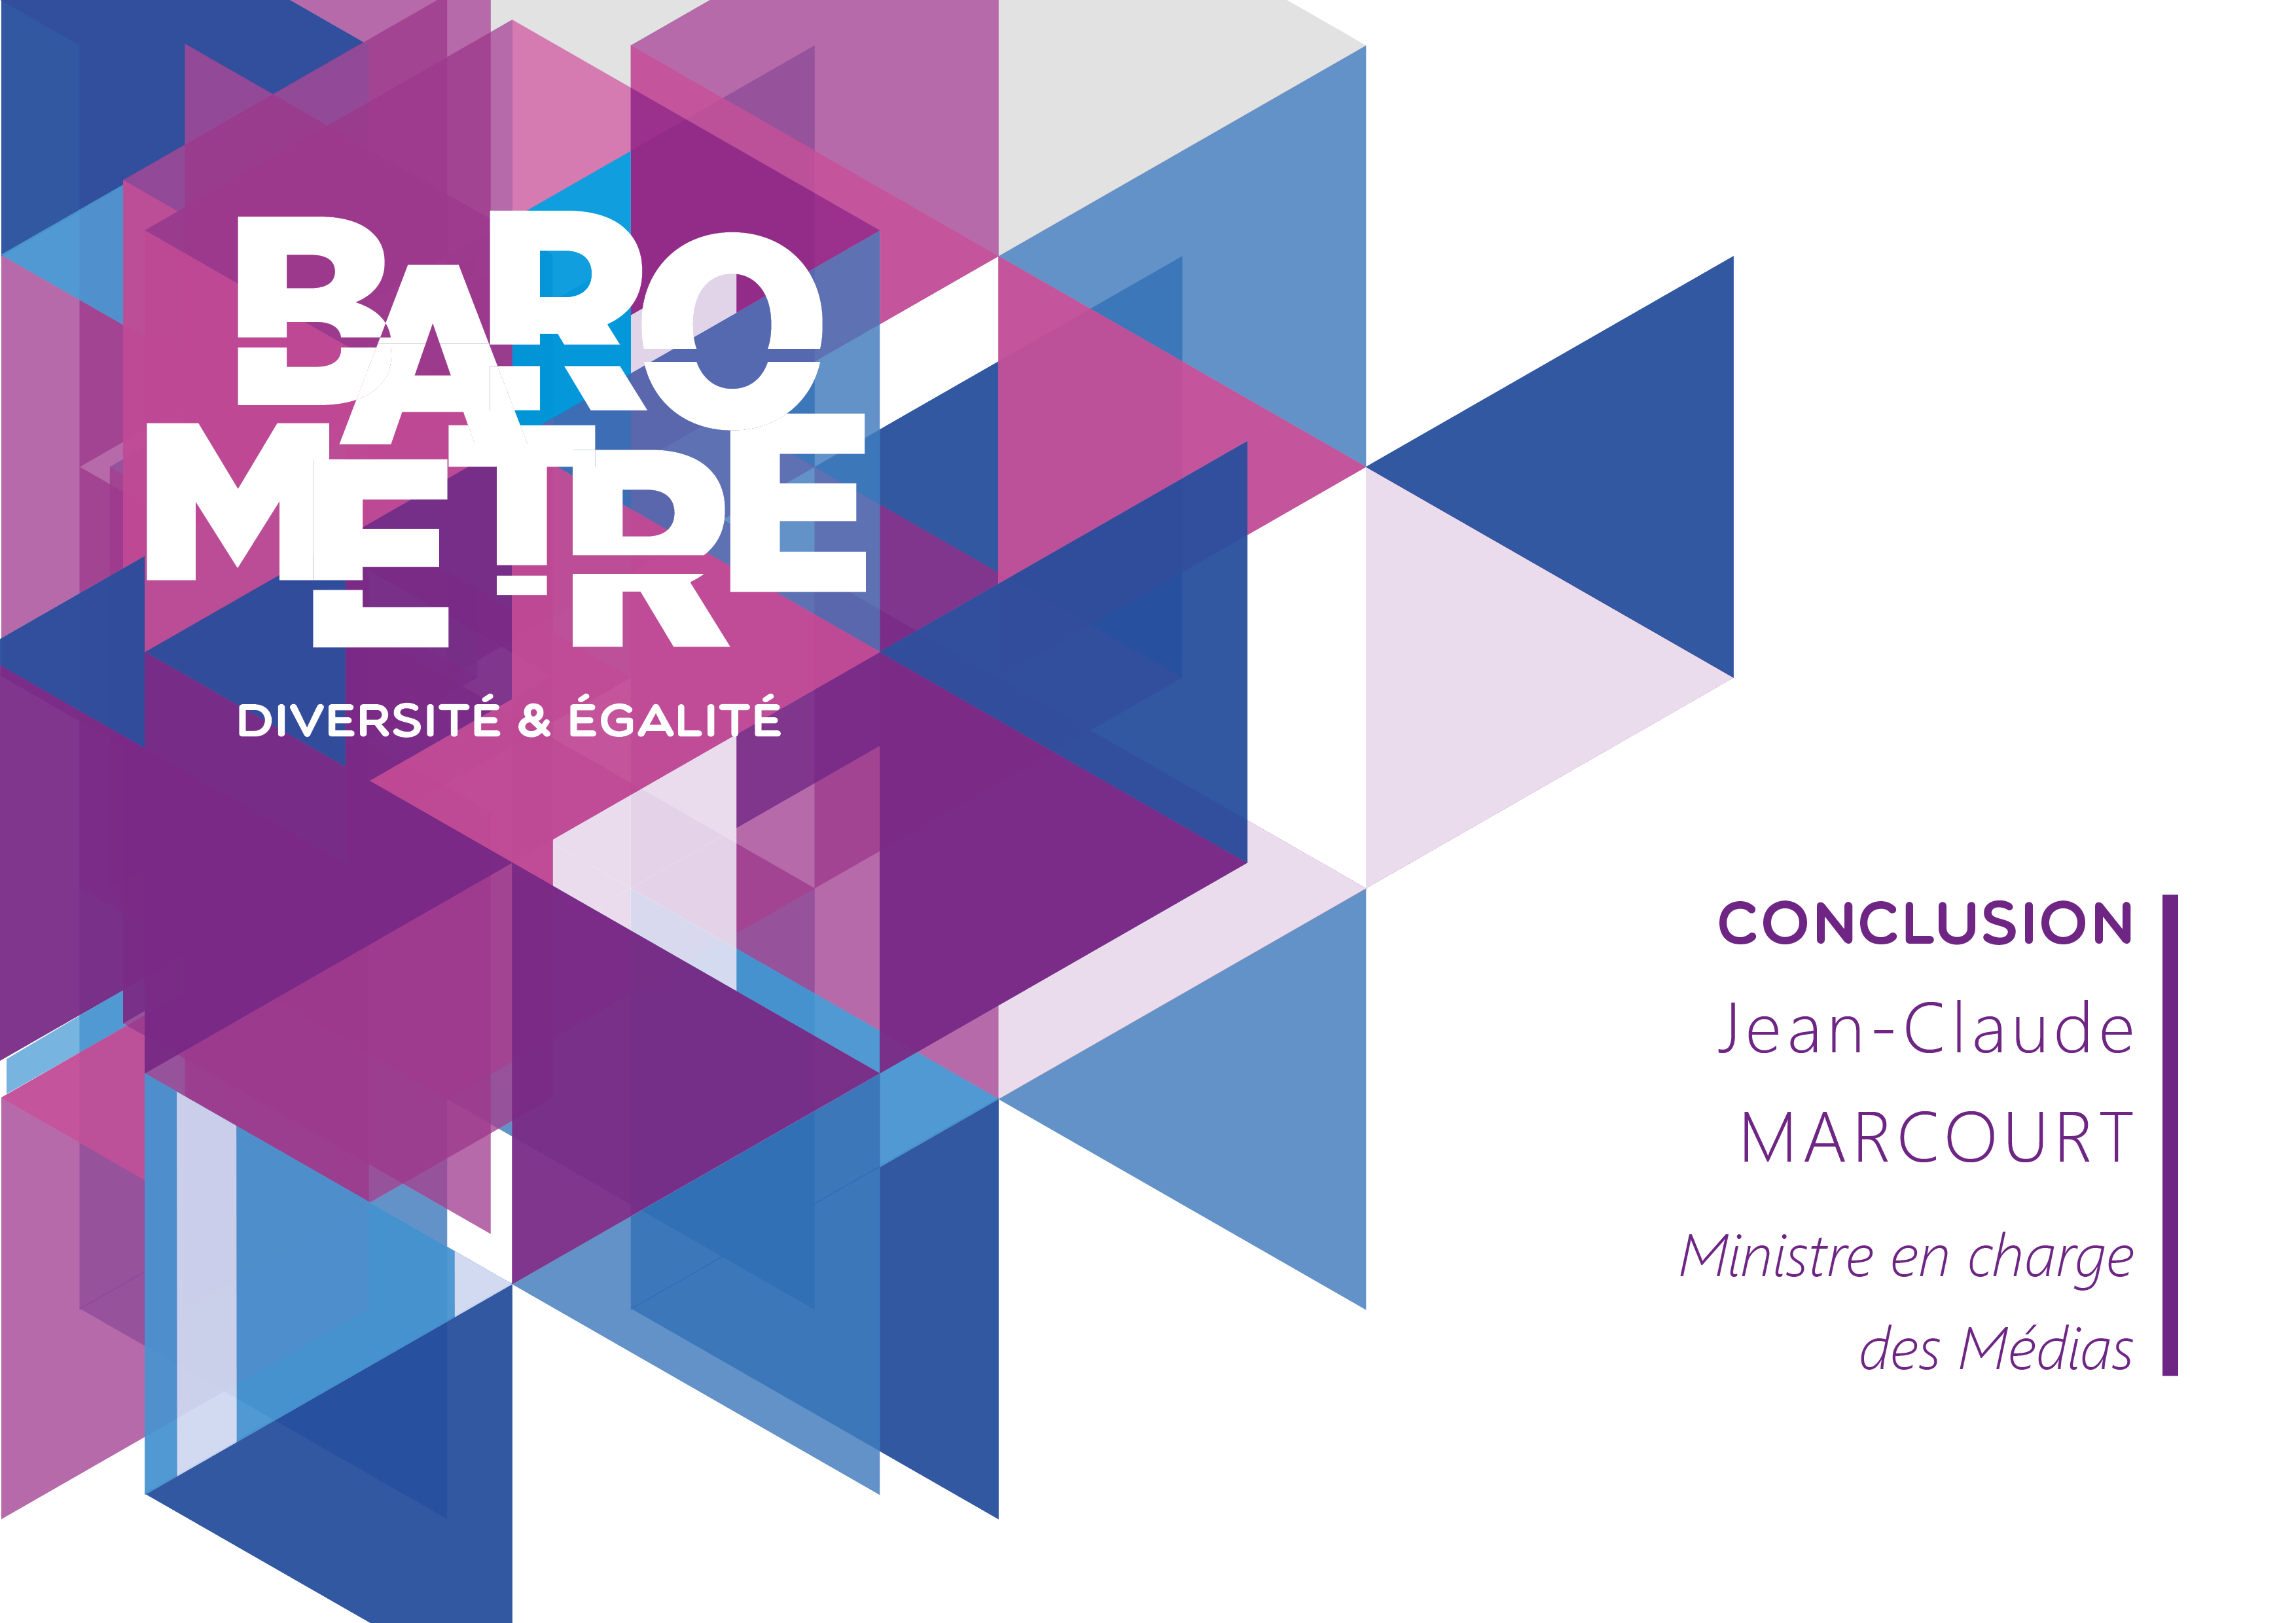 BARO
METRE
DIVERSITÉ & ÉGALITÉ
CONCLUSION
Jean-Claude
MARCOURT
Ministre en charge
des Médias